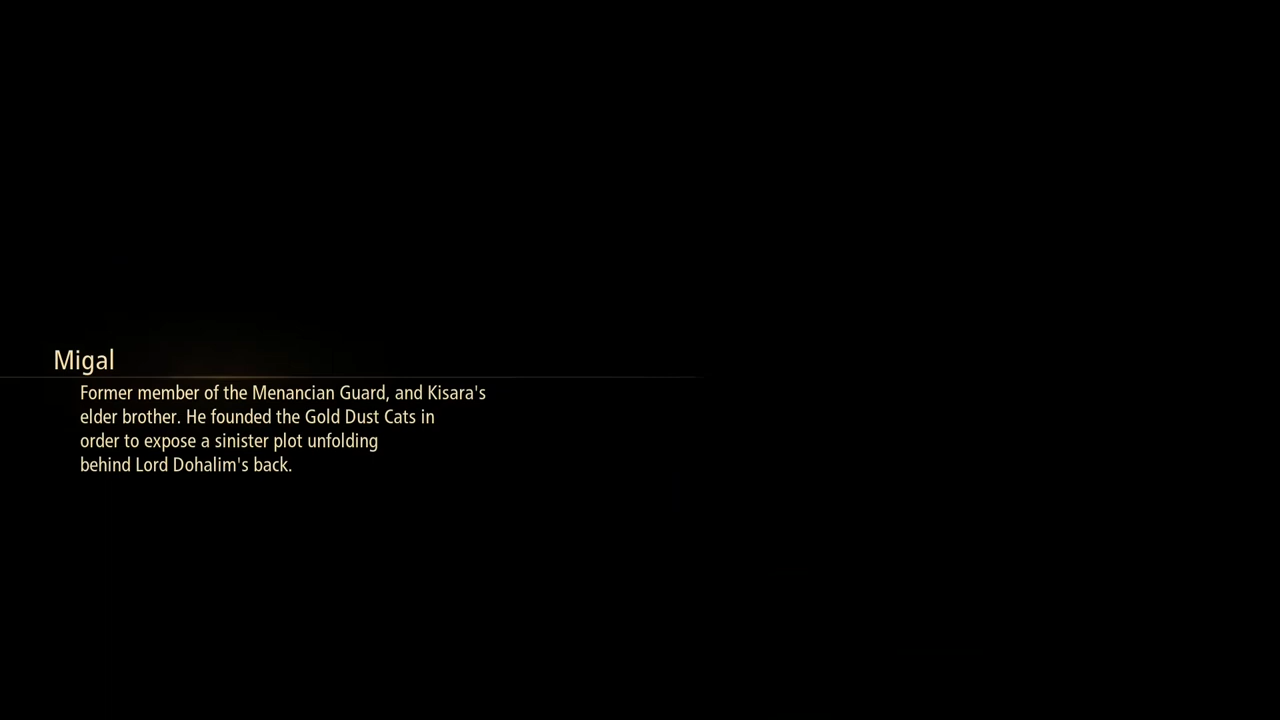 Migal
Former member of the Menancian Guard, and Kisara's
elder brother. He founded the Gold Dust Cats in
order to expose a sinister plot unfolding
behind Lord Dohalim's back.